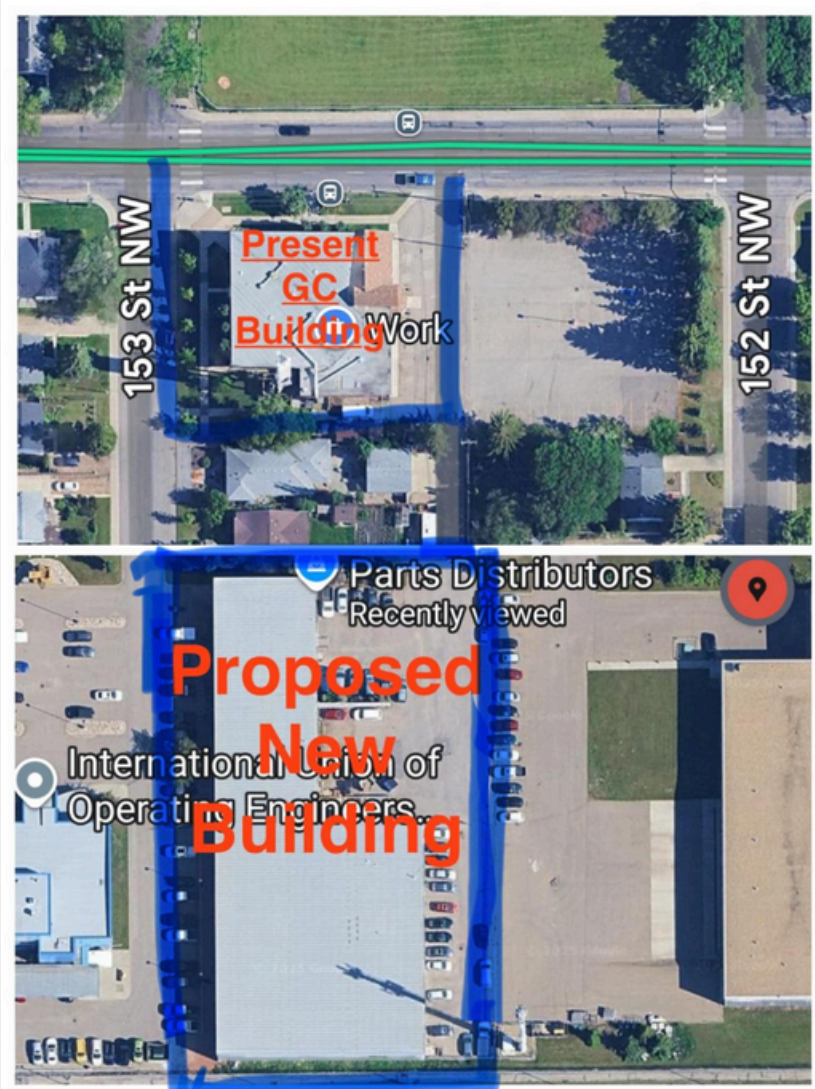 153 St NW
Present
GC
Building
Work
152 St NW
Parts Distributors
Recently viewed
Proposed
New
Building
International Union of
Operating Engineers...